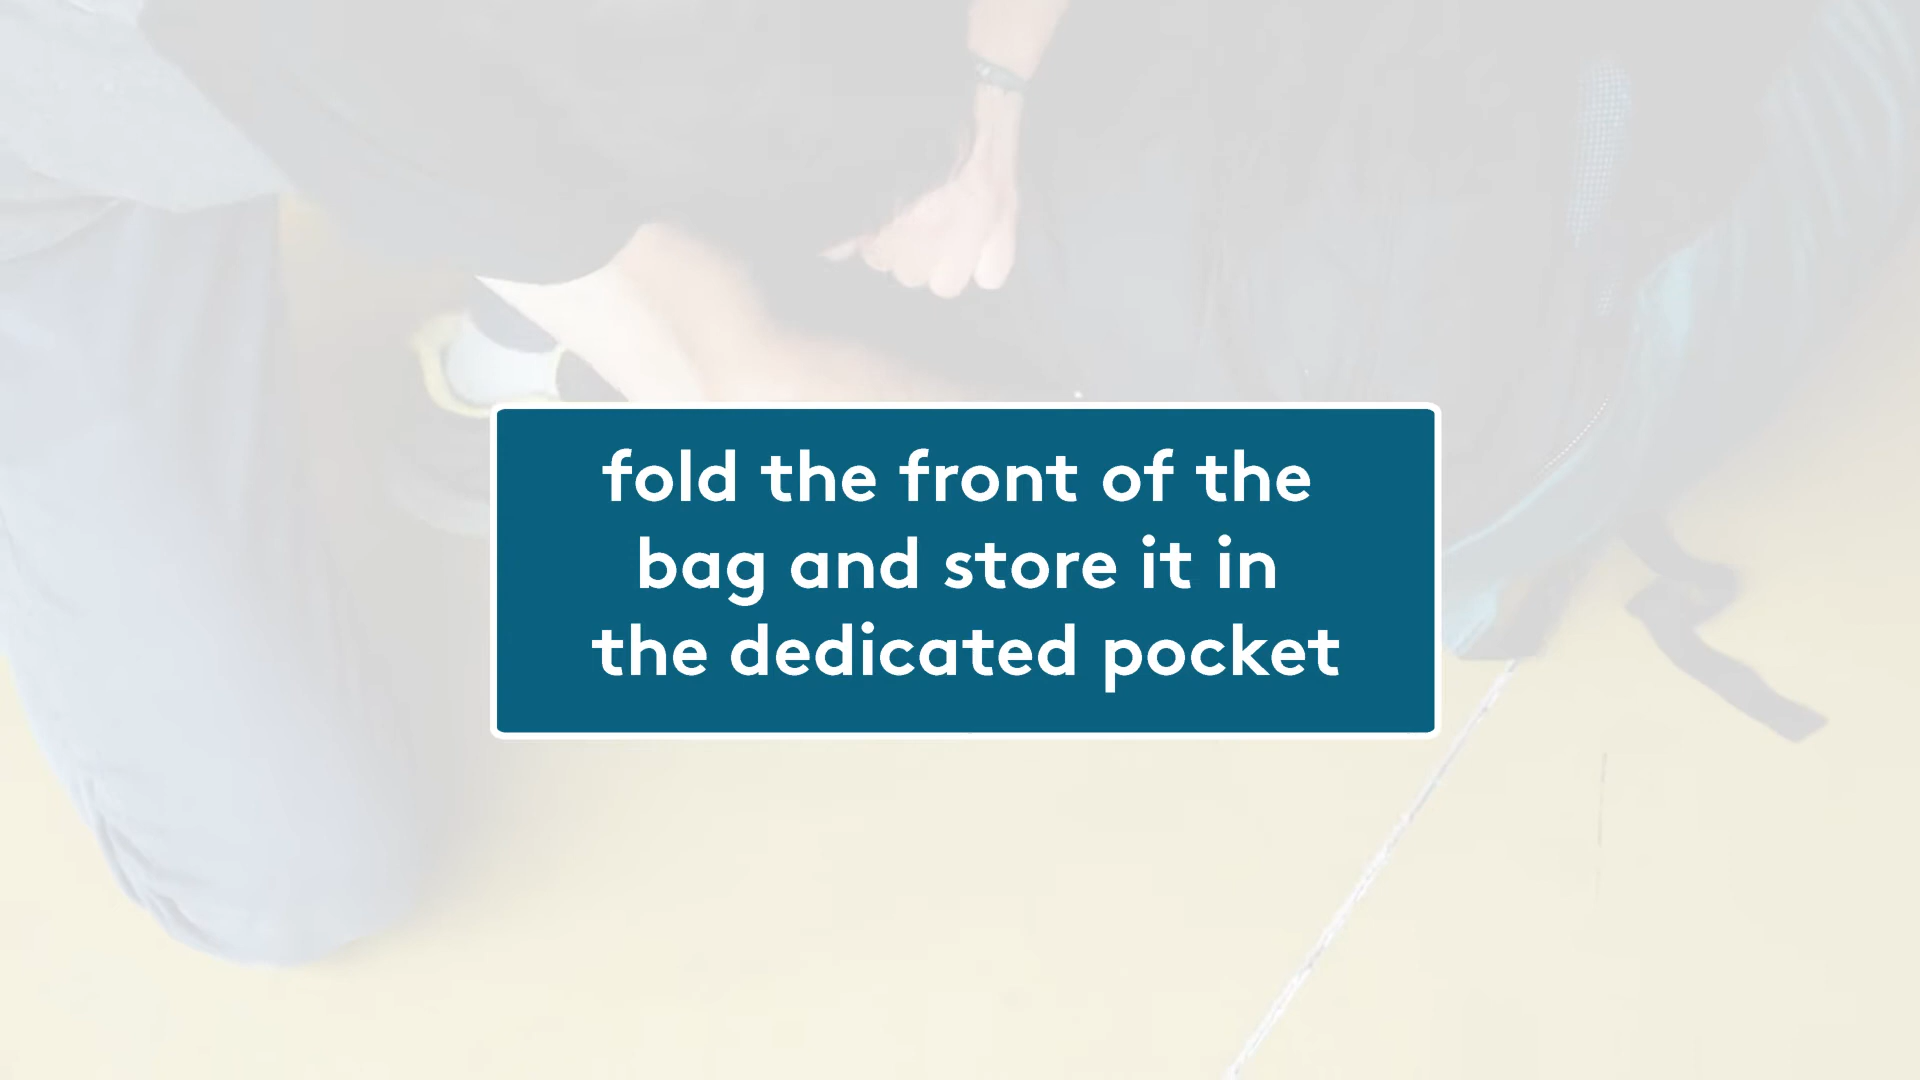 fold the front of the
bag and store it in
the dedicated pocket